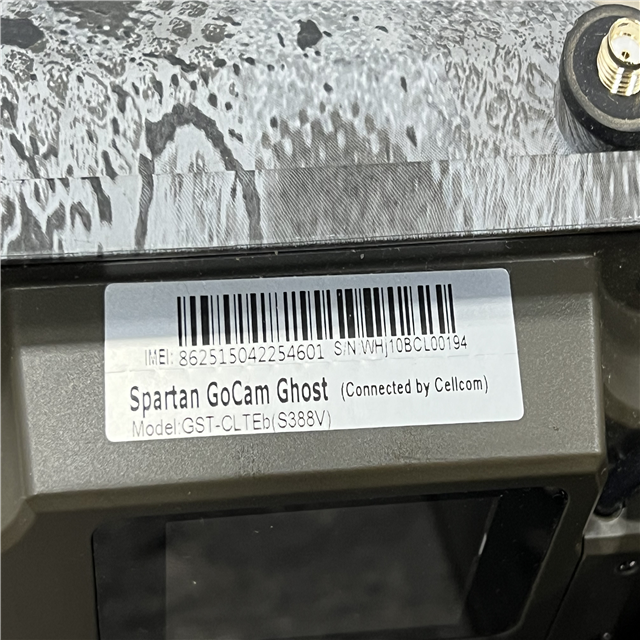 IMEI: 862515042254601 S/N:WHj10BCL00194
Spartan GoCam Ghost (Connected by Cellcom)
Model:GST-CLTEb(S388V)